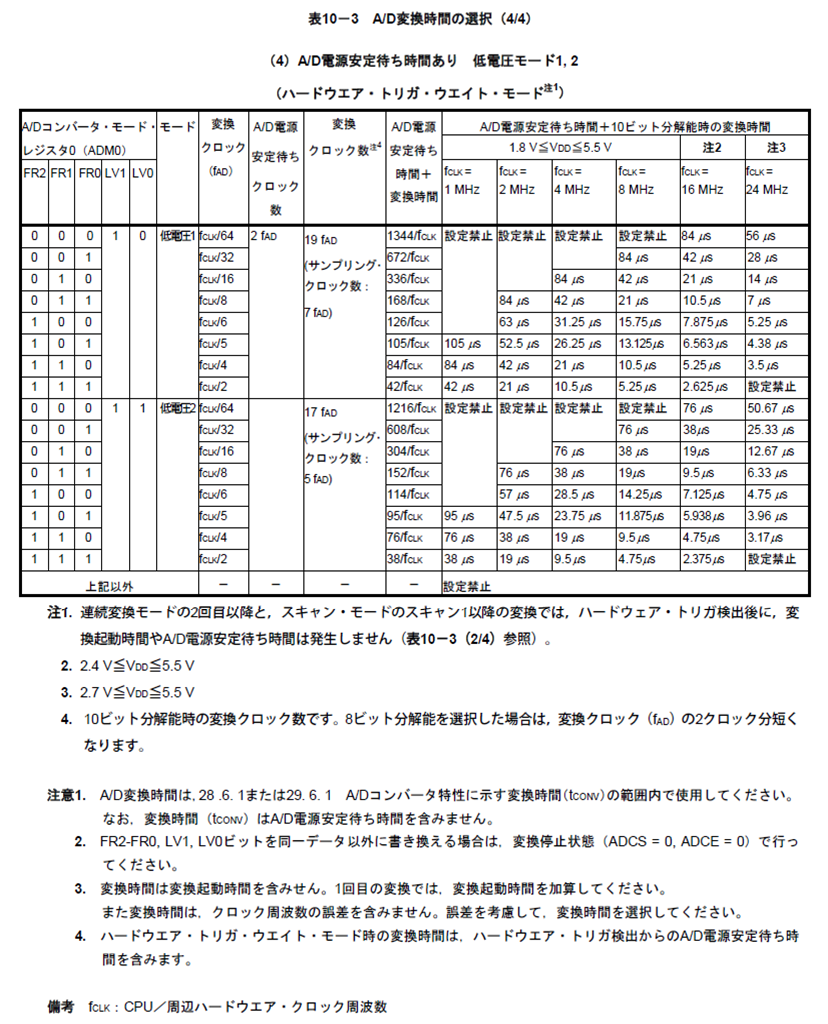 表10－3　A/D変換時間の選択（4/4）
（4）A/D電源安定待ち時間あり　低電圧モード1, 2
（ハードウエア・トリガ・ウエイト・モード注1）
A/Dコンバータ・モード・レジスタ0（ADM0） モード 変換クロック（fAD） A/D電源安定待ちクロック数 変換クロック数注4 A/D電源安定待ち時間＋変換時間 A/D電源安定待ち時間＋10ビット分解能時の変換時間
1.8 V≦VDD≦5.5 V 注2 注3
FR2 FR1 FR0 LV1 LV0 fCLK = 1 MHz fCLK = 2 MHz fCLK = 4 MHz fCLK = 8 MHz fCLK = 16 MHz fCLK = 24 MHz
0 0 0 1 0 低電圧1 fCLK/64 2 fAD 19 fAD (サンプリング・クロック数：7 fAD) 1344/fCLK 設定禁止 設定禁止 設定禁止 設定禁止 84 μs 56 μs
0 0 1 fCLK/32 672/fCLK 84 μs 42 μs 28 μs
0 1 0 fCLK/16 336/fCLK 84 μs 42 μs 21 μs 14 μs
0 1 1 fCLK/8 168/fCLK 84 μs 42 μs 21 μs 10.5 μs 7 μs
1 0 0 fCLK/6 126/fCLK 63 μs 31.25 μs 15.75 μs 7.875 μs 5.25 μs
1 0 1 fCLK/5 105/fCLK 105 μs 52.5 μs 26.25 μs 13.125 μs 6.563 μs 4.38 μs
1 1 0 fCLK/4 84/fCLK 84 μs 42 μs 21 μs 10.5 μs 5.25 μs 3.5 μs
1 1 1 fCLK/2 42/fCLK 42 μs 21 μs 10.5 μs 5.25 μs 2.625 μs 設定禁止
0 0 0 1 1 低電圧2 fCLK/64 17 fAD (サンプリング・クロック数：5 fAD) 1216/fCLK 設定禁止 設定禁止 設定禁止 設定禁止 76 μs 50.67 μs
0 0 1 fCLK/32 608/fCLK 76 μs 38 μs 25.33 μs
0 1 0 fCLK/16 304/fCLK 76 μs 38 μs 19 μs 12.67 μs
0 1 1 fCLK/8 152/fCLK 76 μs 38 μs 19 μs 9.5 μs 6.33 μs
1 0 0 fCLK/6 114/fCLK 57 μs 28.5 μs 14.25 μs 7.125 μs 4.75 μs
1 0 1 fCLK/5 95/fCLK 95 μs 47.5 μs 23.75 μs 11.875 μs 5.938 μs 3.96 μs
1 1 0 fCLK/4 76/fCLK 76 μs 38 μs 19 μs 9.5 μs 4.75 μs 3.17 μs
1 1 1 fCLK/2 38/fCLK 38 μs 19 μs 9.5 μs 4.75 μs 2.375 μs 設定禁止
上記以外 － － － － 設定禁止
注1. 連続変換モードの2回目以降と，スキャン・モードのスキャン1以降の変換では，ハードウェア・トリガ検出後に，変
換起動時間やA/D電源安定待ち時間は発生しません（表10－3（2/4）参照）。
2. 2.4 V≦VDD≦5.5 V
3. 2.7 V≦VDD≦5.5 V
4. 10ビット分解能時の変換クロック数です。8ビット分解能を選択した場合は，変換クロック（fAD）の2クロック分短く
なります。
注意1. A/D変換時間は，28 .6. 1または29. 6. 1　A/Dコンバータ特性に示す変換時間（tCONV）の範囲内で使用してください。
なお，変換時間（tCONV）はA/D電源安定待ち時間を含みません。
2. FR2-FR0, LV1, LV0ビットを同一データ以外に書き換える場合は，変換停止状態（ADCS = 0, ADCE = 0）で行っ
てください。
3. 変換時間は変換起動時間を含みせん。1回目の変換では，変換起動時間を加算してください。
また変換時間は，クロック周波数の誤差を含みません。誤差を考慮して，変換時間を選択してください。
4. ハードウエア・トリガ・ウエイト・モード時の変換時間は，ハードウエア・トリガ検出からのA/D電源安定待ち時
間を含みます。
備考　fCLK：CPU／周辺ハードウエア・クロック周波数